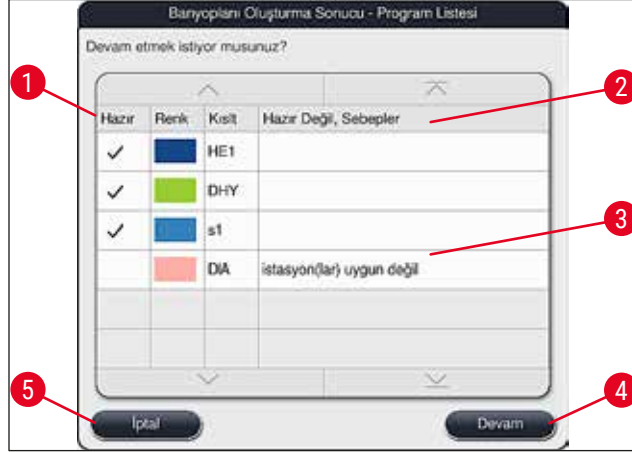 Banyoplanı Oluşturma Sonucu - Program Listesi
Devam etmek istiyor musunuz?
1
2
Hazır Renk Kıslt Hazır Değil, Sebepler
HE1
DHY
3
s1
DIA istasyon(lar) uygun değil
5
4
İptal Devam